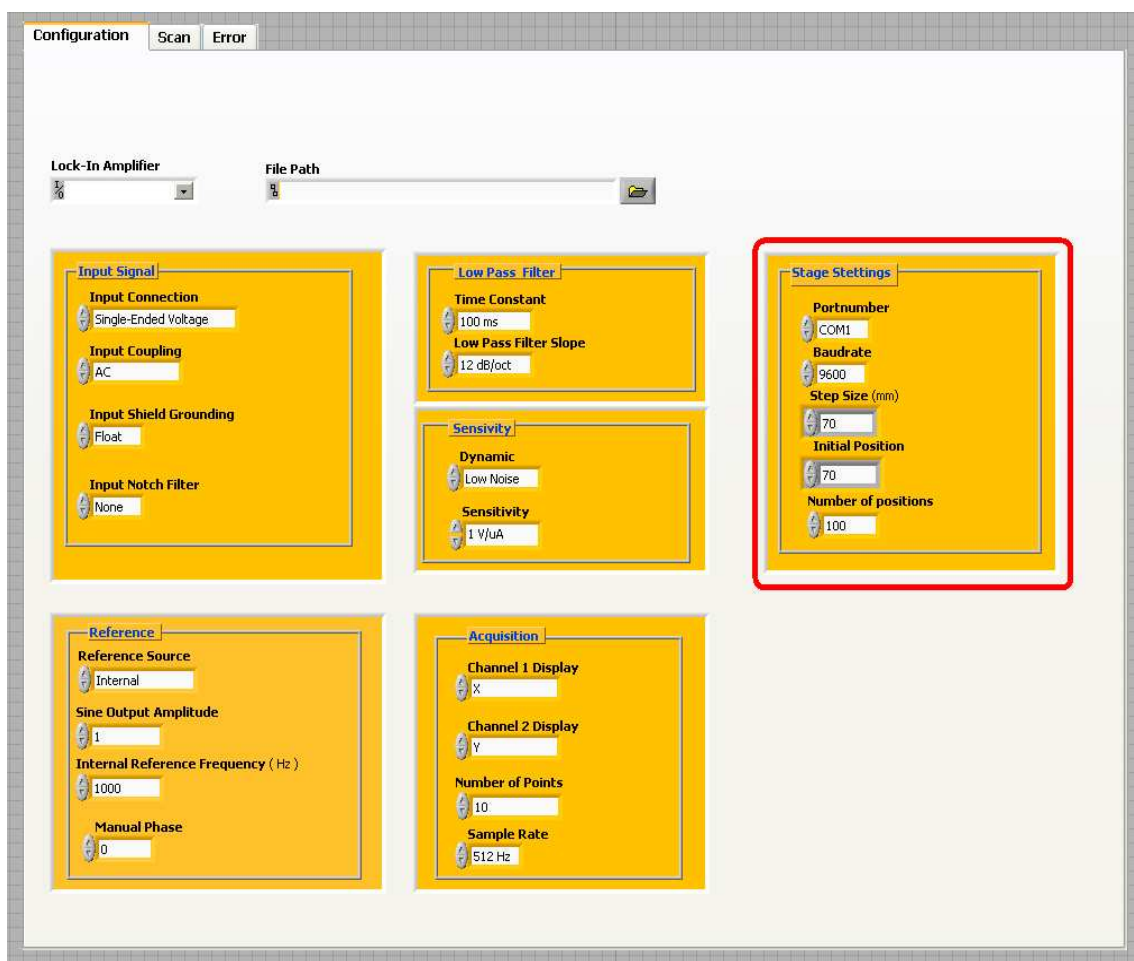 Configuration Scan Error
Lock-In Amplifier File Path
Input Signal
Input Connection
Single-Ended Voltage
Input Coupling
AC
Input Shield Grounding
Float
Input Notch Filter
None
Low Pass Filter
Time Constant
100 ms
Low Pass Filter Slope
12 dB/oct
Sensivity
Dynamic
Low Noise
Sensitivity
1 V/uA
Stage Stettings
Portnumber
COM1
Baudrate
9600
Step Size (mm)
70
Initial Position
70
Number of positions
100
Reference
Reference Source
Internal
Sine Output Amplitude
1
Internal Reference Frequency ( Hz )
1000
Manual Phase
0
Acquisition
Channel 1 Display
X
Channel 2 Display
Y
Number of Points
10
Sample Rate
512 Hz